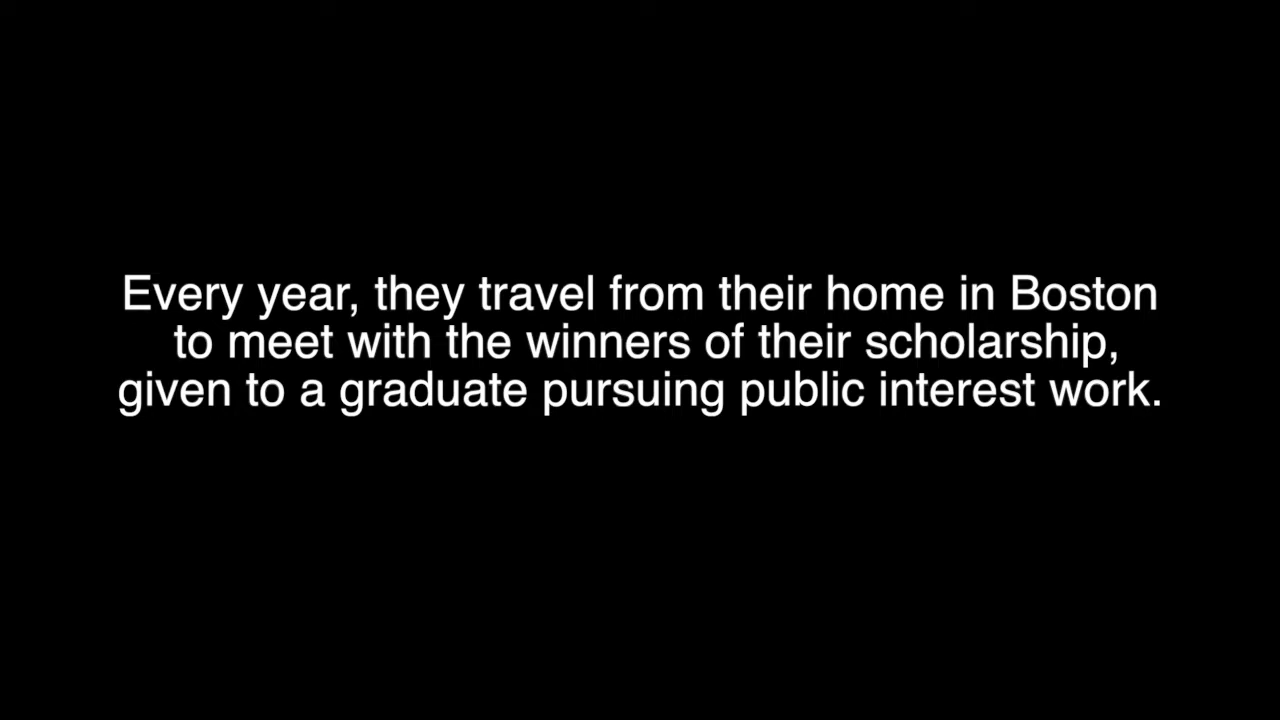 Every year, they travel from their home in Boston
to meet with the winners of their scholarship,
given to a graduate pursuing public interest work.